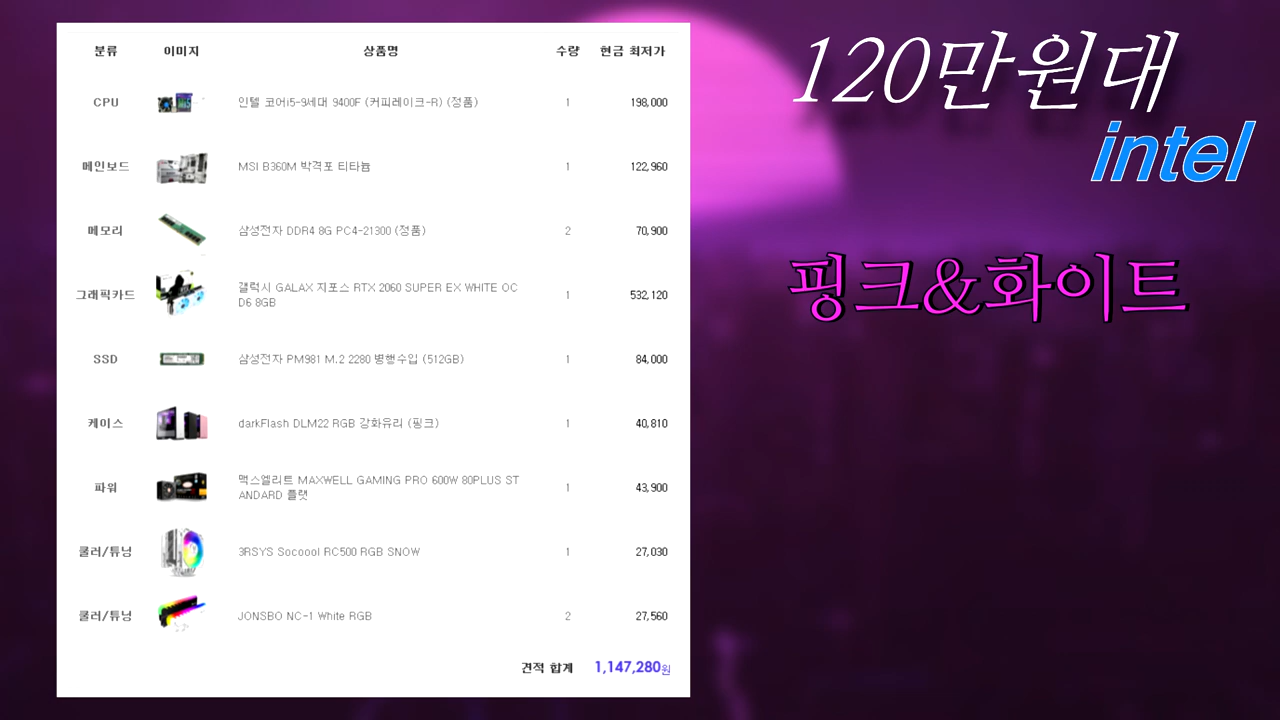 분류 이미지 상품명 수량 현금 최저가
CPU 인텔 코어i5-9세대 9400F (커피레이크-R) (정품) 1 198,000
메인보드 MSI B360M 박격포 티타늄 1 122,960
메모리 삼성전자 DDR4 8G PC4-21300 (정품) 2 70,900
그래픽카드 갤럭시 GALAX 지포스 RTX 2060 SUPER EX WHITE OC
D6 8GB 1 532,120
SSD 삼성전자 PM981 M.2 2280 병행수입 (512GB) 1 84,000
케이스 darkFlash DLM22 RGB 강화유리 (핑크) 1 40,810
파워 맥스엘리트 MAXWELL GAMING PRO 600W 80PLUS ST
ANDARD 플랫 1 43,900
쿨러/튜닝 3RSYS Socoool RC500 RGB SNOW 1 27,030
쿨러/튜닝 JONSBO NC-1 White RGB 2 27,560
견적 합계 1,147,280원
120만원대
intel
핑크&화이트